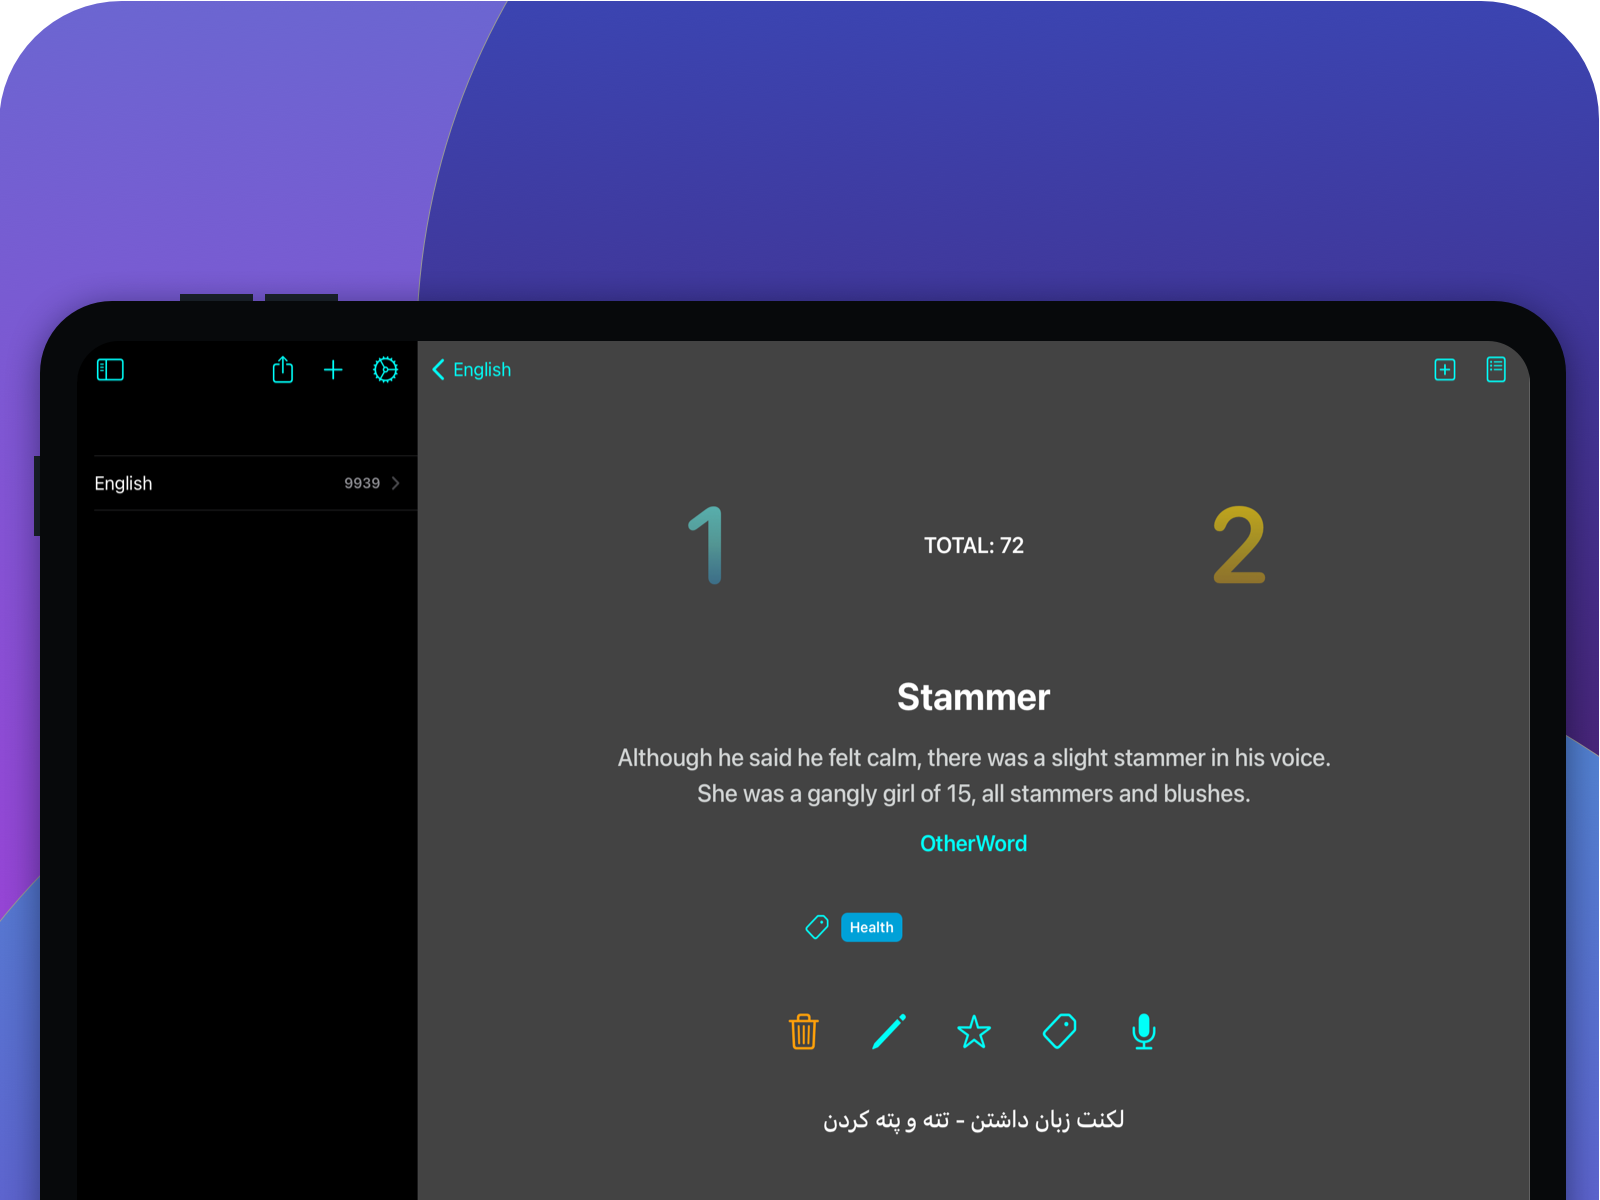 English
English
9939
1
TOTAL: 72
2
Stammer
Although he said he felt calm, there was a slight stammer in his voice.
She was a gangly girl of 15, all stammers and blushes.
OtherWord
Health
لکنت زبان داشتن - تته و پته کردن